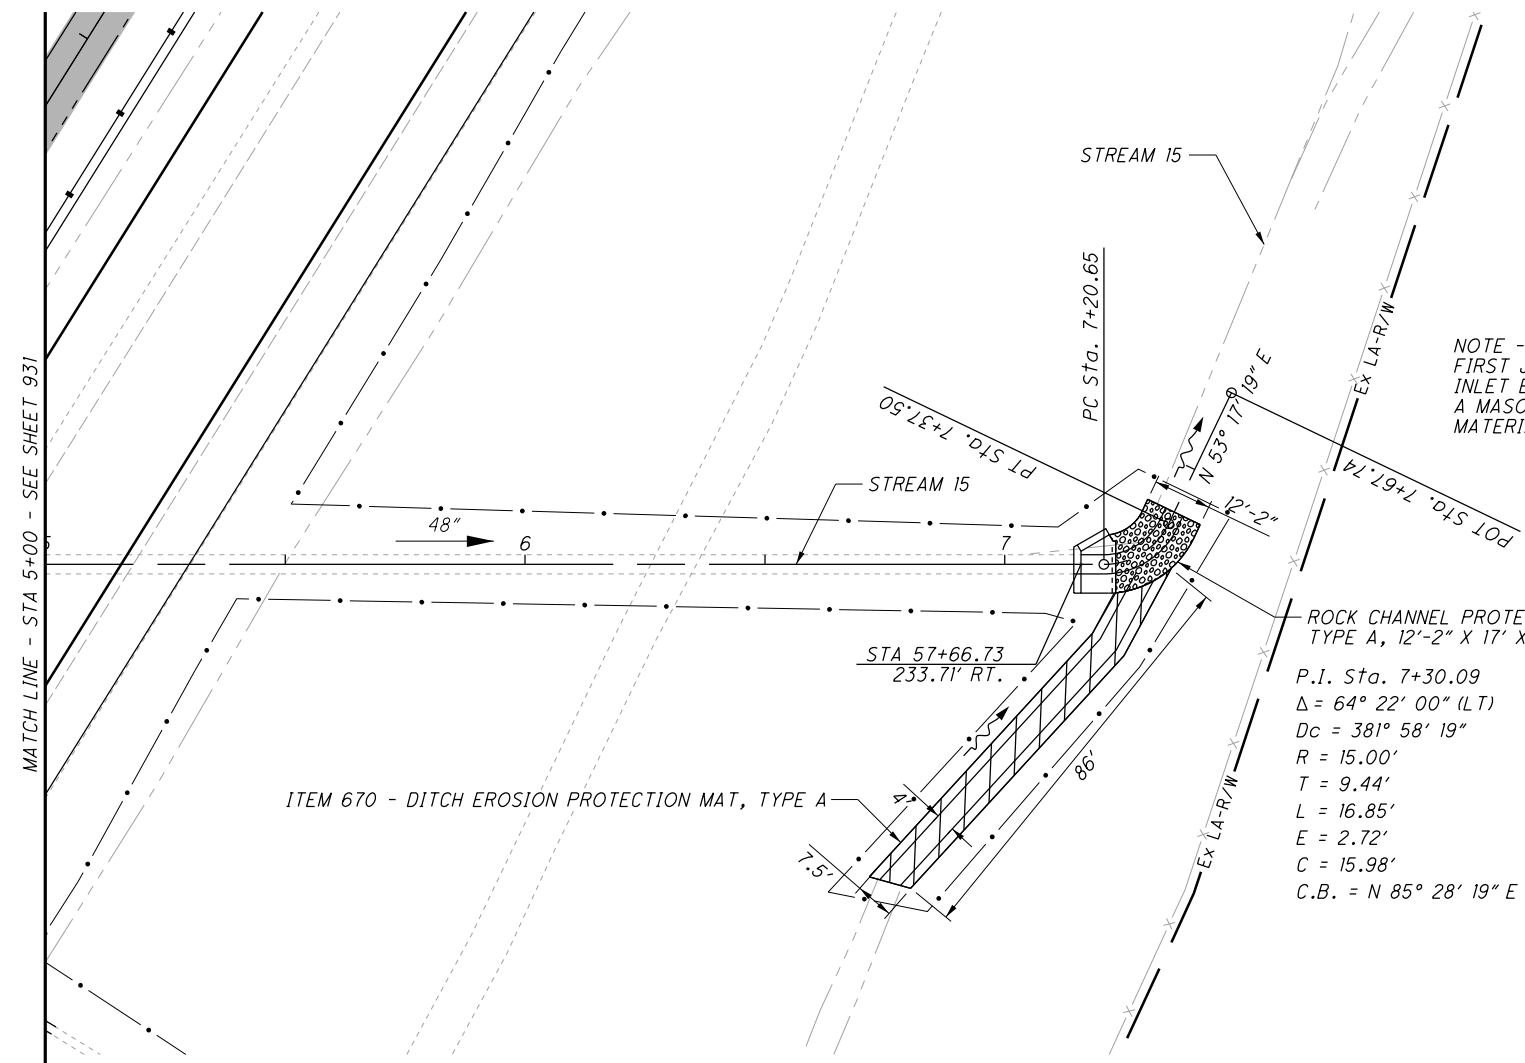 STREAM 15
PC Sta. 7+20.65
PT Sta. 7+37.50
N 53° 17' 19" E
Ex LA-R/W
NOTE -
FIRST
INLET
A
POT Sta. 7+67.74
MATCH LINE - STA 5+00 - SEE SHEET 931
STREAM 15
48"
5
6
7
12'-2"
STA 57+66.73
233.71' RT.
ROCK CHANNEL
TYPE A, 12'-2" X 17' X
P.I. Sta. 7+30.09
Δ = 64° 22' 00" (LT)
Dc = 381° 58' 19"
R = 15.00'
T = 9.44'
L = 16.85'
E = 2.72'
C = 15.98'
C.B. = N 85° 28' 19" E
86'
ITEM 670 - DITCH EROSION PROTECTION MAT, TYPE A
4'
7.5'
Ex LA-R/W